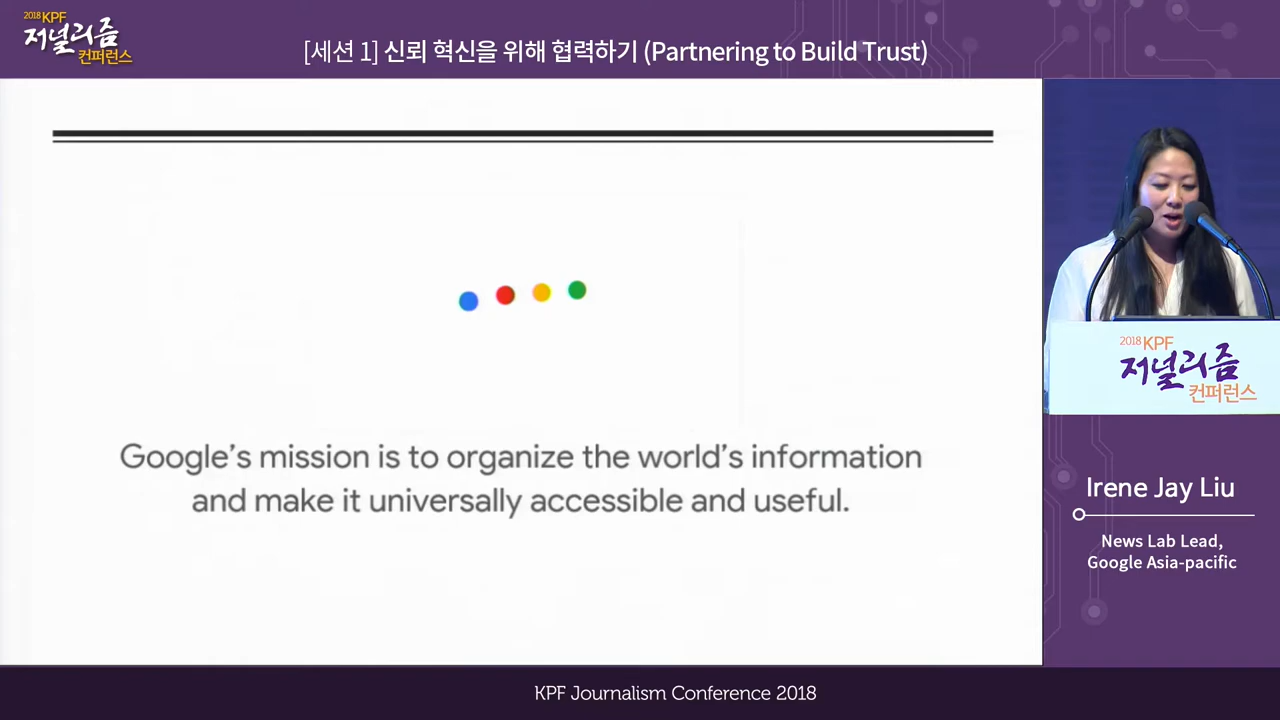 2018 KPF
저널리즘
컨퍼런스
[세션 1] 신뢰 혁신을 위해 협력하기 (Partnering to Build Trust)
Google's mission is to organize the world's information
and make it universally accessible and useful.
2018 KPF
저널리즘
컨퍼런스
Irene Jay Liu
News Lab Lead,
Google Asia-pacific
KPF Journalism Conference 2018